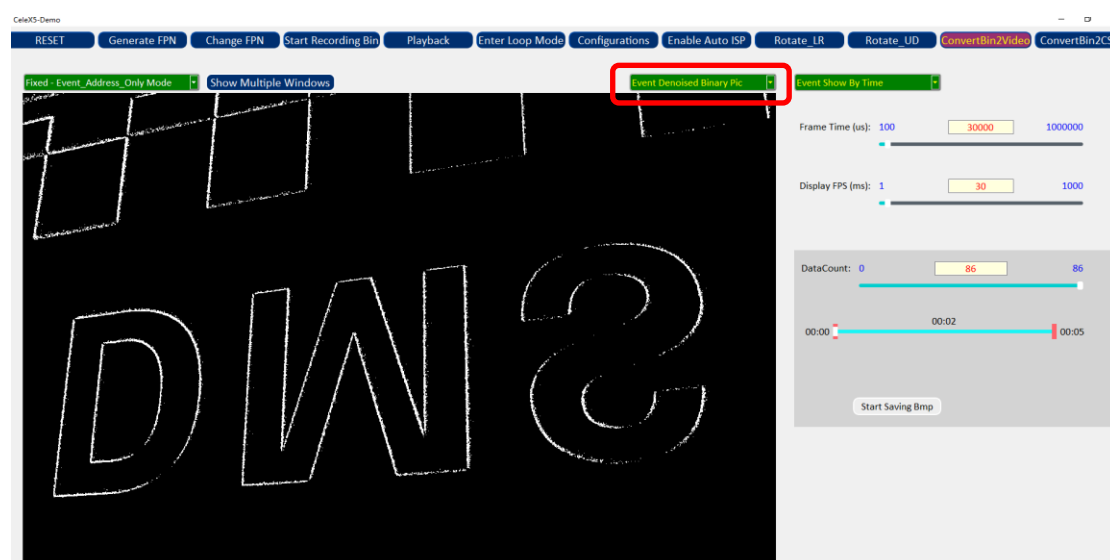 CeleX5-Demo
RESET Generate FPN Change FPN Start Recording Bin Playback Enter Loop Mode Configurations Enable Auto ISP Rotate_LR Rotate_UD ConvertBin2Video ConvertBin2CS
Fixed - Event_Address_Only Mode Show Multiple Windows Event Denoised Binary Pic Event Show By Time
Frame Time (us): 100 30000 1000000
Display FPS (ms): 1 30 1000
DataCount: 0 86 86
00:02
00:00 00:05
Start Saving Bmp
DMS